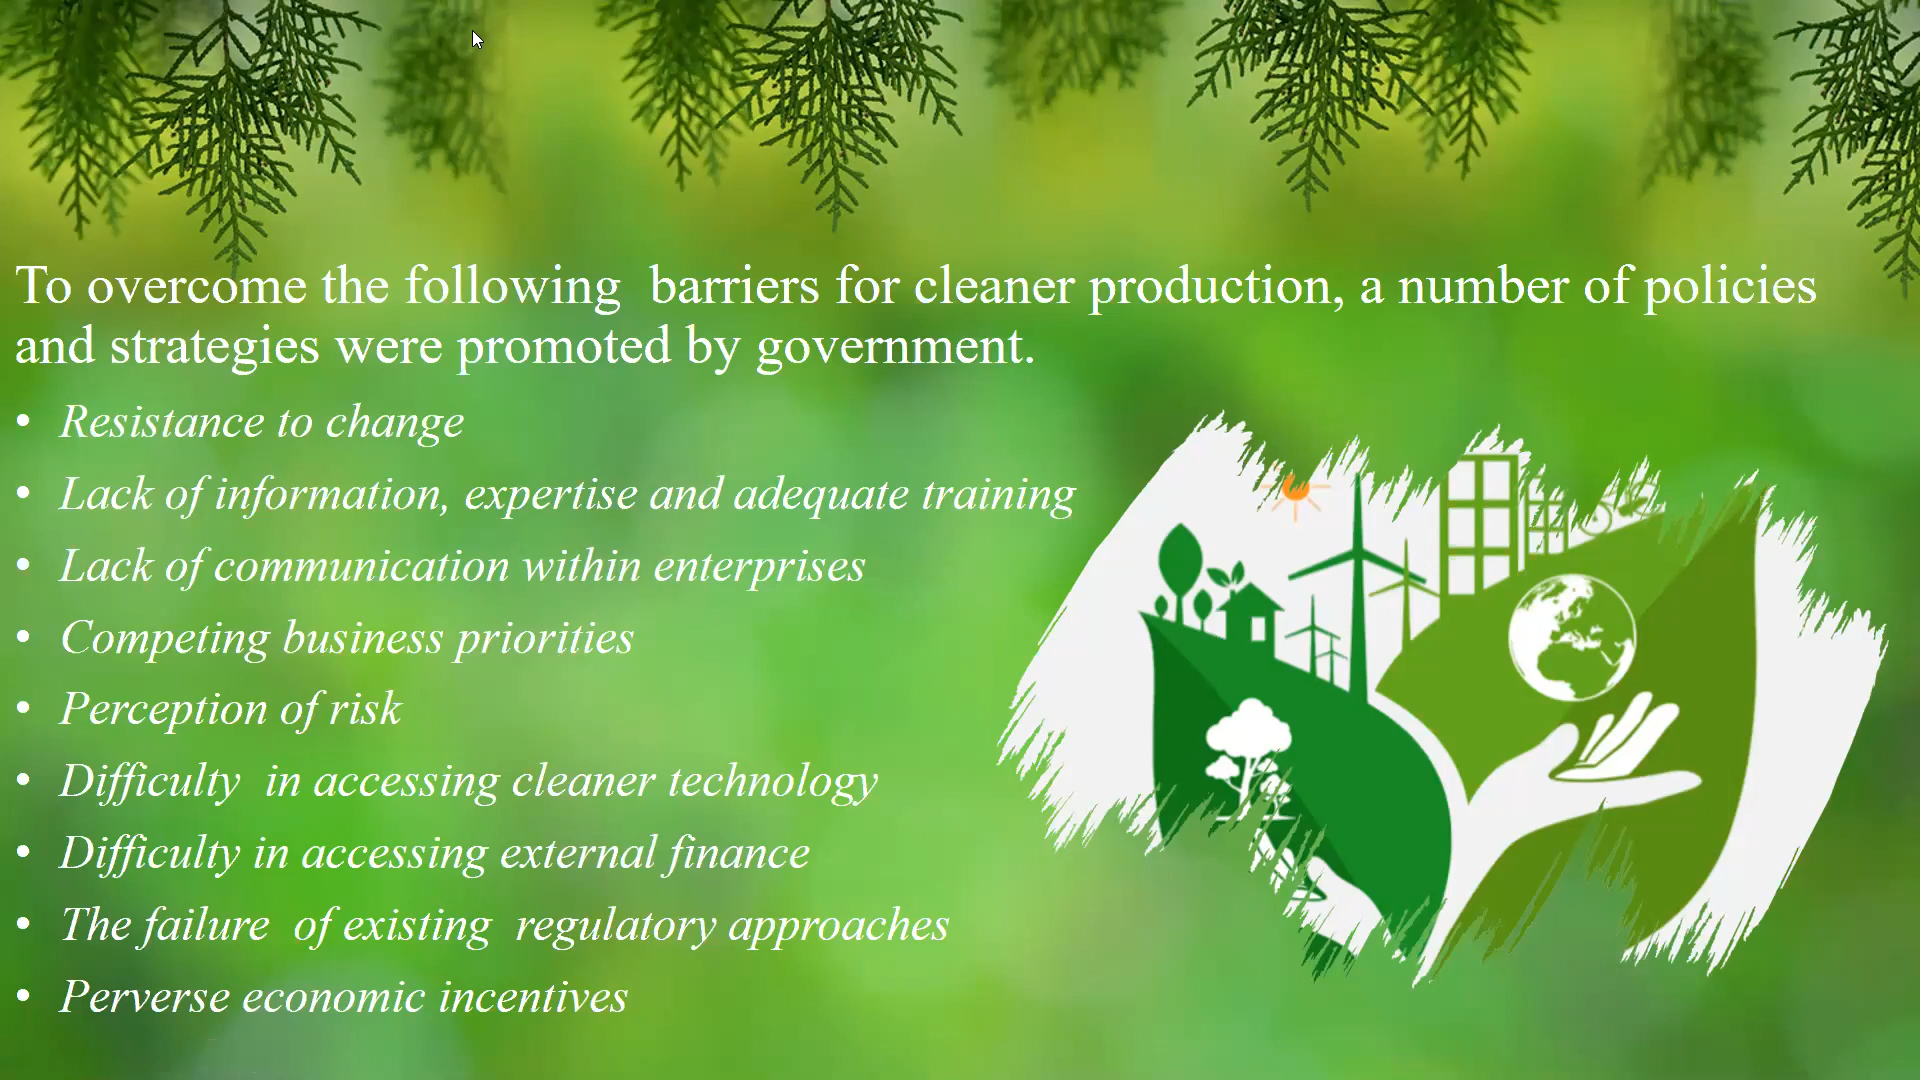 To overcome the following  barriers for cleaner production, a number of policies
and strategies were promoted by government.
• Resistance to change
• Lack of information, expertise and adequate training
• Lack of communication within enterprises
• Competing business priorities
• Perception of risk
• Difficulty  in accessing cleaner technology
• Difficulty in accessing external finance
• The failure  of existing  regulatory approaches
• Perverse economic incentives